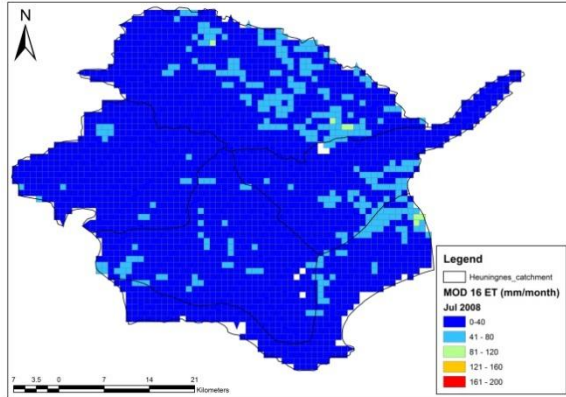 N
Legend
Heuningnes_catchment
MOD 16 ET (mm/month)
Jul 2008
0-40
41 - 80
81 - 120
121 - 160
161 - 200
7 3.5 0 7 14 21
Kilometers